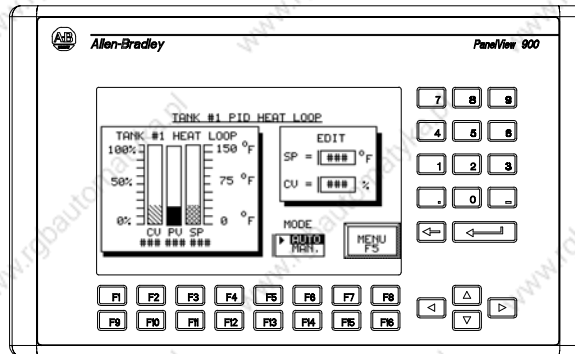 AB
Allen-Bradley
PanelView 900
TANK #1 PID HEAT LOOP
TANK #1 HEAT LOOP
100% 150 °F
50% 75 °F
0% 0 °F
CV PV SP
### ### ###
EDIT
SP = ### °F
CV = ### %
MODE
AUTO
MAN.
MENU
F5
7 8 9
4 5 6
1 2 3
. 0 -
F1 F2 F3 F4 F5 F6 F7 F8
F9 F10 F11 F12 F13 F14 F15 F16
www.rgbautomatyka.pl